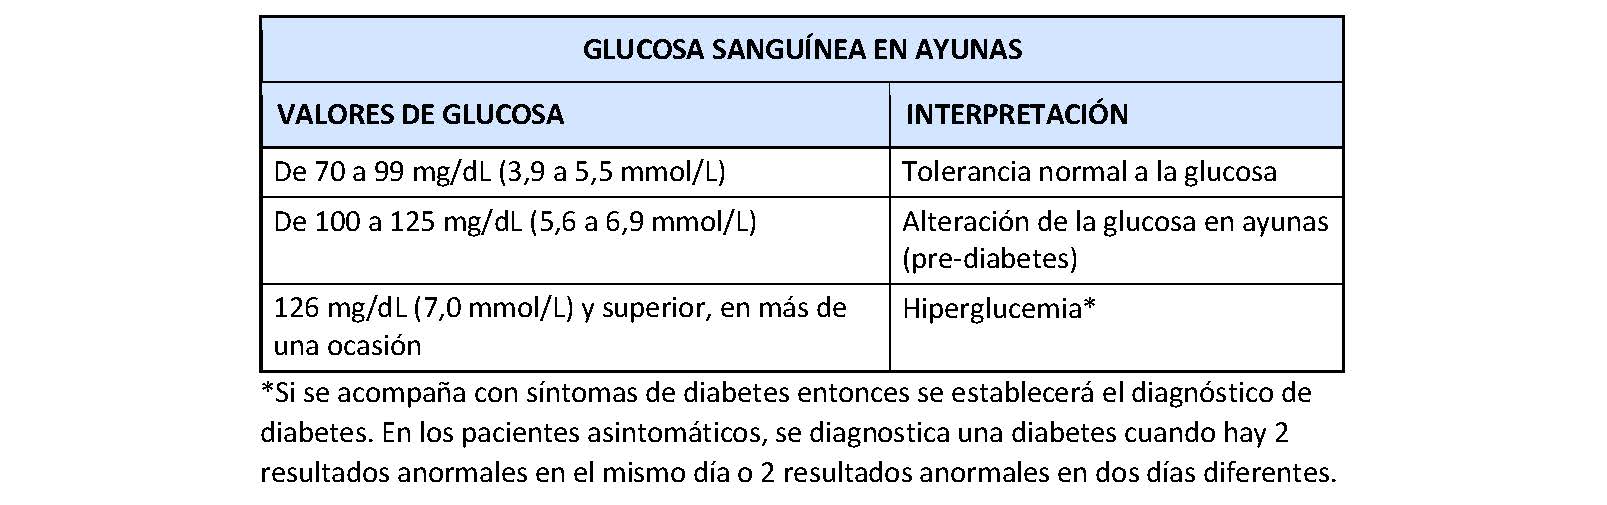 GLUCOSA SANGUÍNEA EN AYUNAS
VALORES DE GLUCOSA
INTERPRETACIÓN
De 70 a 99 mg/dL (3,9 a 5,5 mmol/L)
Tolerancia normal a la glucosa
De 100 a 125 mg/dL (5,6 a 6,9 mmol/L)
Alteración de la glucosa en ayunas
(pre-diabetes)
126 mg/dL (7,0 mmol/L) y superior, en más de
una ocasión
Hiperglucemia*
*Si se acompaña con síntomas de diabetes entonces se establecerá el diagnóstico de
diabetes. En los pacientes asintomáticos, se diagnostica una diabetes cuando hay 2
resultados anormales en el mismo día o 2 resultados anormales en dos días diferentes.